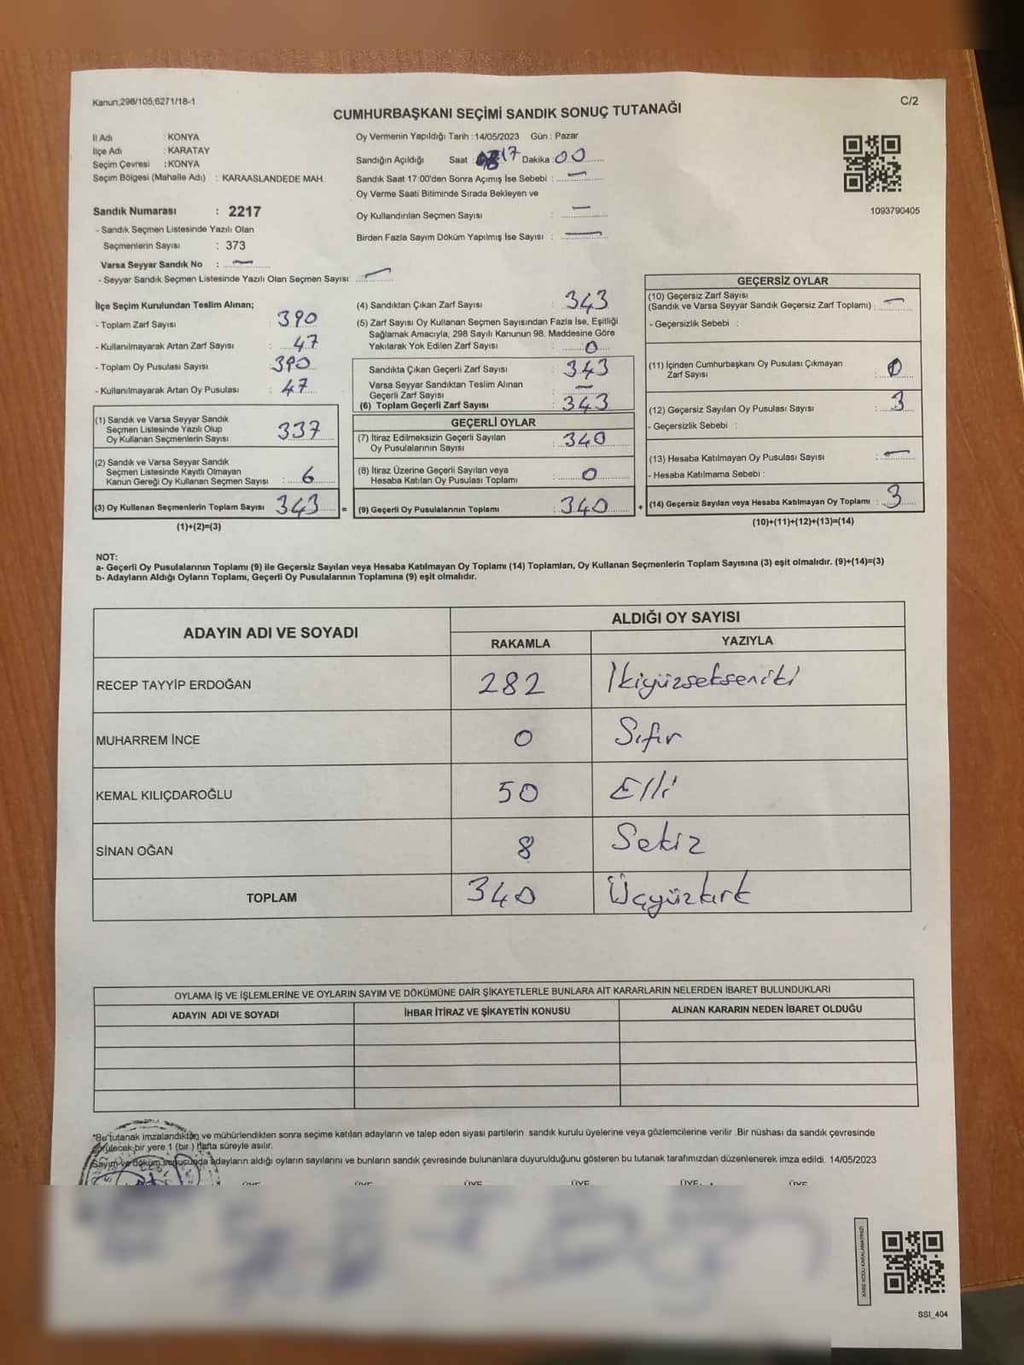 Kanun,298/105,6271/18-1
C/2
CUMHURBAŞKANI SEÇİMİ SANDIK SONUÇ TUTANAĞI
İl Adı : KONYA
İlçe Adı : KARATAY
Seçim Çevresi : KONYA
Seçim Bölgesi (Mahalle Adı) : KARAASLANDEDE MAH.
Sandık Numarası : 2217
- Sandık Seçmen Listesinde Yazılı Olan
Seçmenlerin Sayısı : 373
Varsa Seyyar Sandık No : —
- Seyyar Sandık Seçmen Listesinde Yazılı Olan Seçmen Sayısı : —
Oy Vermenin Yapıldığı Tarih :14/05/2023 Gün : Pazar
Sandığın Açıldığı Saat : 17 Dakika 00
Sandık Saat 17:00'den Sonra Açımış İse Sebebi : —
Oy Verme Saati Bitiminde Sırada Bekleyen ve
Oy Kullandırılan Seçmen Sayısı : —
Birden Fazla Sayım Döküm Yapılmış İse Sayısı : —
1093790405
İlçe Seçim Kurulundan Teslim Alınan;
- Toplam Zarf Sayısı : 390
- Kullanılmayarak Artan Zarf Sayısı : 47
- Toplam Oy Pusulası Sayısı : 390
- Kullanılmayarak Artan Oy Pusulası : 47
(1) Sandık ve Varsa Seyyar Sandık
Seçmen Listesinde Yazılı Olup
Oy Kullanan Seçmenlerin Sayısı : 337
(2) Sandık ve Varsa Seyyar Sandık
Seçmen Listesinde Kayıtlı Olmayan
Kanun Gereği Oy Kullanan Seçmen Sayısı : 6
(3) Oy Kullanan Seçmenlerin Toplam Sayısı : 343 =
(1)+(2)=(3)
(4) Sandıktan Çıkan Zarf Sayısı : 343
(5) Zarf Sayısı Oy Kullanan Seçmen Sayısından Fazla İse, Eşitliği
Sağlamak Amacıyla, 298 Sayılı Kanunun 98. Maddesine Göre
Yakılarak Yok Edilen Zarf Sayısı : 0
Sandıkta Çıkan Geçerli Zarf Sayısı : 343
Varsa Seyyar Sandıktan Teslim Alınan
Geçerli Zarf Sayısı : —
(6) Toplam Geçerli Zarf Sayısı : 343
GEÇERLİ OYLAR
(7) İtiraz Edilmeksizin Geçerli Sayılan
Oy Pusulalarının Sayısı : 340
(8) İtiraz Üzerine Geçerli Sayılan veya
Hesaba Katılan Oy Pusulası Toplamı : 0
(9) Geçerli Oy Pusulalarının Toplamı : 340 +
GEÇERSİZ OYLAR
(10) Geçersiz Zarf Sayısı
(Sandık ve Varsa Seyyar Sandık Geçersiz Zarf Toplamı) : —
- Geçersizlik Sebebi :
(11) İçinden Cumhurbaşkanı Oy Pusulası Çıkmayan
Zarf Sayısı : 0
(12) Geçersiz Sayılan Oy Pusulası Sayısı : 3
- Geçersizlik Sebebi :
(13) Hesaba Katılmayan Oy Pusulası Sayısı : —
- Hesaba Katılmama Sebebi :
(14) Geçersiz Sayılan veya Hesaba Katılmayan Oy Toplamı : 3
(10)+(11)+(12)+(13)=(14)
NOT:
a- Geçerli Oy Pusulalarının Toplamı (9) ile Geçersiz Sayılan veya Hesaba Katılmayan Oy Toplamı (14) Toplamları, Oy Kullanan Seçmenlerin Toplam Sayısına (3) eşit olmalıdır. (9)+(14)=(3)
b- Adayların Aldığı Oyların Toplamı, Geçerli Oy Pusulalarının Toplamına (9) eşit olmalıdır.
ADAYIN ADI VE SOYADI
ALDIĞI OY SAYISI
RAKAMLA YAZIYLA
RECEP TAYYİP ERDOĞAN 282 İkiyüzsekseniki
MUHARREM İNCE 0 Sıfır
KEMAL KILIÇDAROĞLU 50 Elli
SİNAN OĞAN 8 Sekiz
TOPLAM 340 Üçyüzkırk
OYLAMA İŞ VE İŞLEMLERİNE VE OYLARIN SAYIM VE DÖKÜMÜNE DAİR ŞİKAYETLERLE BUNLARA AİT KARARLARIN NELERDEN İBARET BULUNDUKLARI
ADAYIN ADI VE SOYADI İHBAR İTİRAZ VE ŞİKAYETİN KONUSU ALINAN KARARIN NEDEN İBARET OLDUĞU
"Bu tutanak imzalandıktan ve mühürlendikten sonra seçime katılan adayların ve talep eden siyasi partilerin sandık kurulu üyelerine veya gözlemcilerine verilir .Bir nüshası da sandık çevresinde
bir yere 1 (bir ) hafta süreyle asılır.
Sayım ve döküm sonucunda adayların aldığı oyların sayılarını ve bunların sandık çevresinde bulunanlara duyurulduğunu gösteren bu tutanak tarafımızdan düzenlenerek imza edildi. 14/05/2023
ÜYE ÜYE ÜYE ÜYE ÜYE ÜYE
SSI_404